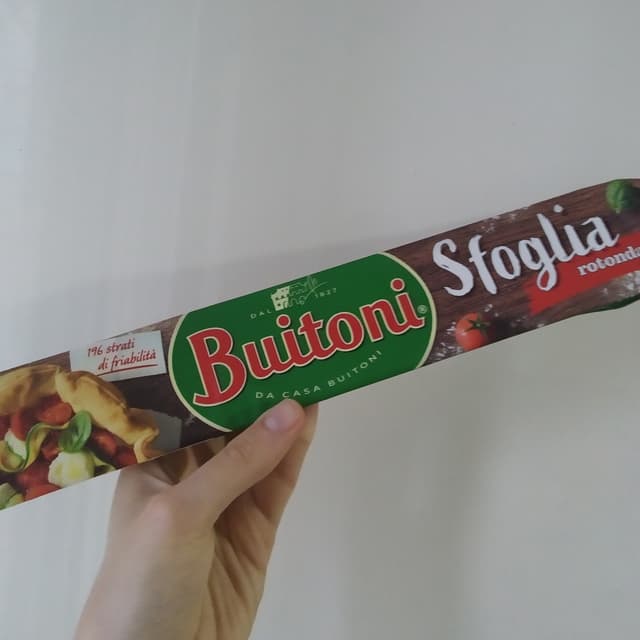 196 strati
di friabilità
DAL 1827
Buitoni®
DA CASA BUITONI
Sfoglia
rotonda